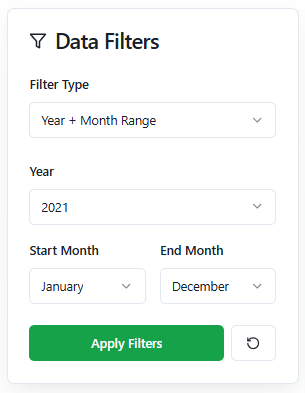 Data Filters
Filter Type
Year + Month Range
Year
2021
Start Month End Month
January December
Apply Filters